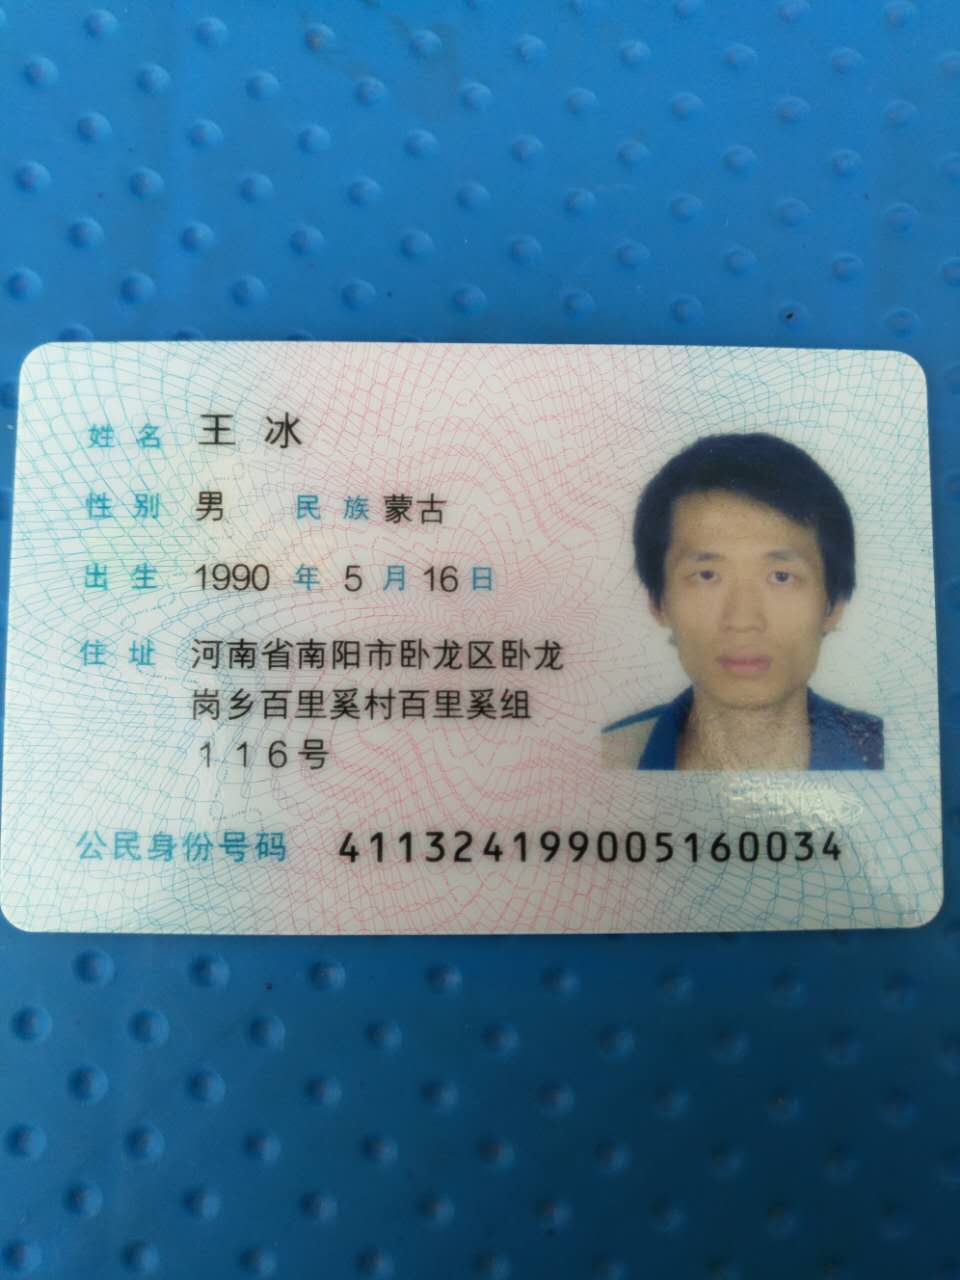 姓名 王冰
性别 男 民族 蒙古
出生 1990 年 5 月 16 日
住址 河南省南阳市卧龙区卧龙
岗乡百里奚村百里奚组
116号
公民身份号码 411324199005160034